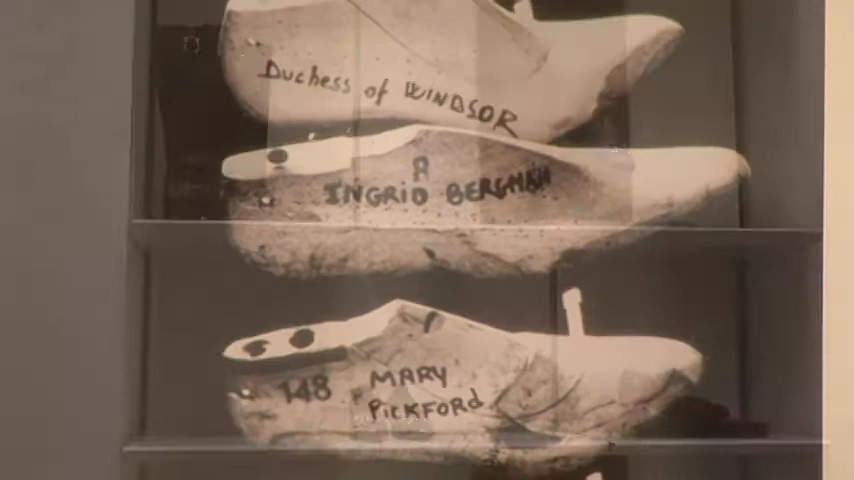 Duchess of WINDSOR
R
INGRID BERGMAN
148 MARY
PICKFORD